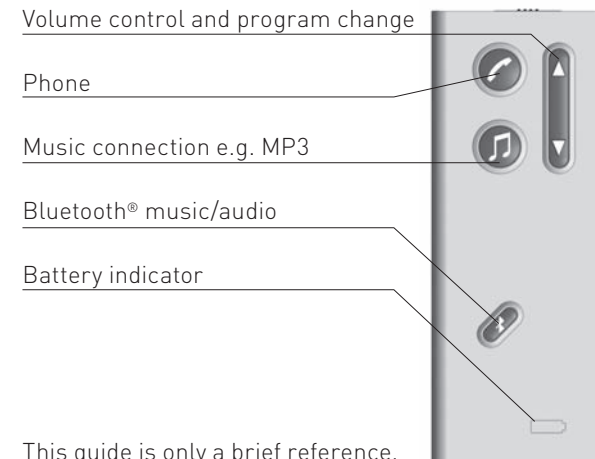 Volume control and program change
Phone
Music connection e.g. MP3
Bluetooth® music/audio
Battery indicator
This guide is only a brief reference.